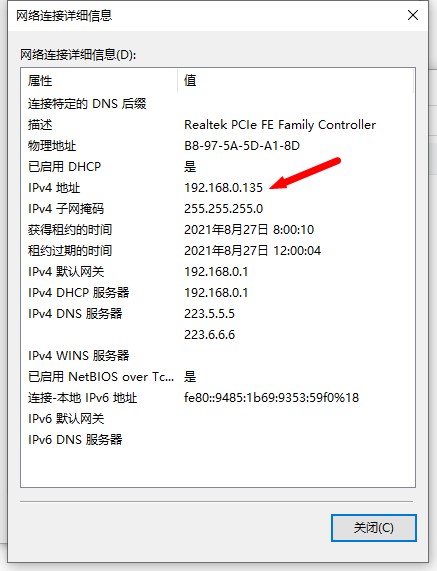 网络连接详细信息
网络连接详细信息(D):
属性 值
连接特定的 DNS 后缀
描述 Realtek PCIe FE Family Controller
物理地址 B8-97-5A-5D-A1-8D
已启用 DHCP 是
IPv4 地址 192.168.0.135
IPv4 子网掩码 255.255.255.0
获得租约的时间 2021年8月27日 8:00:10
租约过期的时间 2021年8月27日 12:00:04
IPv4 默认网关 192.168.0.1
IPv4 DHCP 服务器 192.168.0.1
IPv4 DNS 服务器 223.5.5.5
223.6.6.6
IPv4 WINS 服务器
已启用 NetBIOS over Tc... 是
连接-本地 IPv6 地址 fe80::9485:1b69:9353:59f0%18
IPv6 默认网关
IPv6 DNS 服务器
关闭(C)